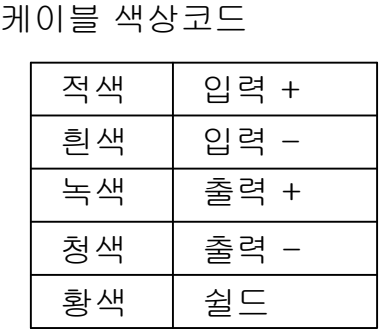 케이블 색상코드
적색 입력 +
흰색 입력 –
녹색 출력 +
청색 출력 –
황색 쉴드